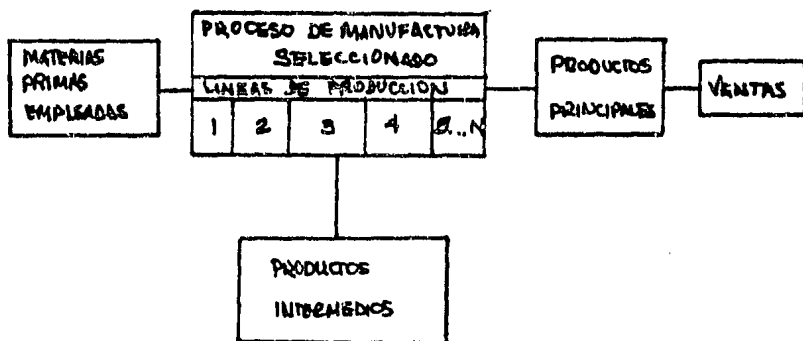 MATERIAS
PRIMAS
EMPLEADAS
PROCESO DE MANUFACTURA
SELECCIONADO
LINEAS DE PRODUCCION
1 2 3 4 5...N
PRODUCTOS
PRINCIPALES
VENTAS
PRODUCTOS
INTERMEDIOS